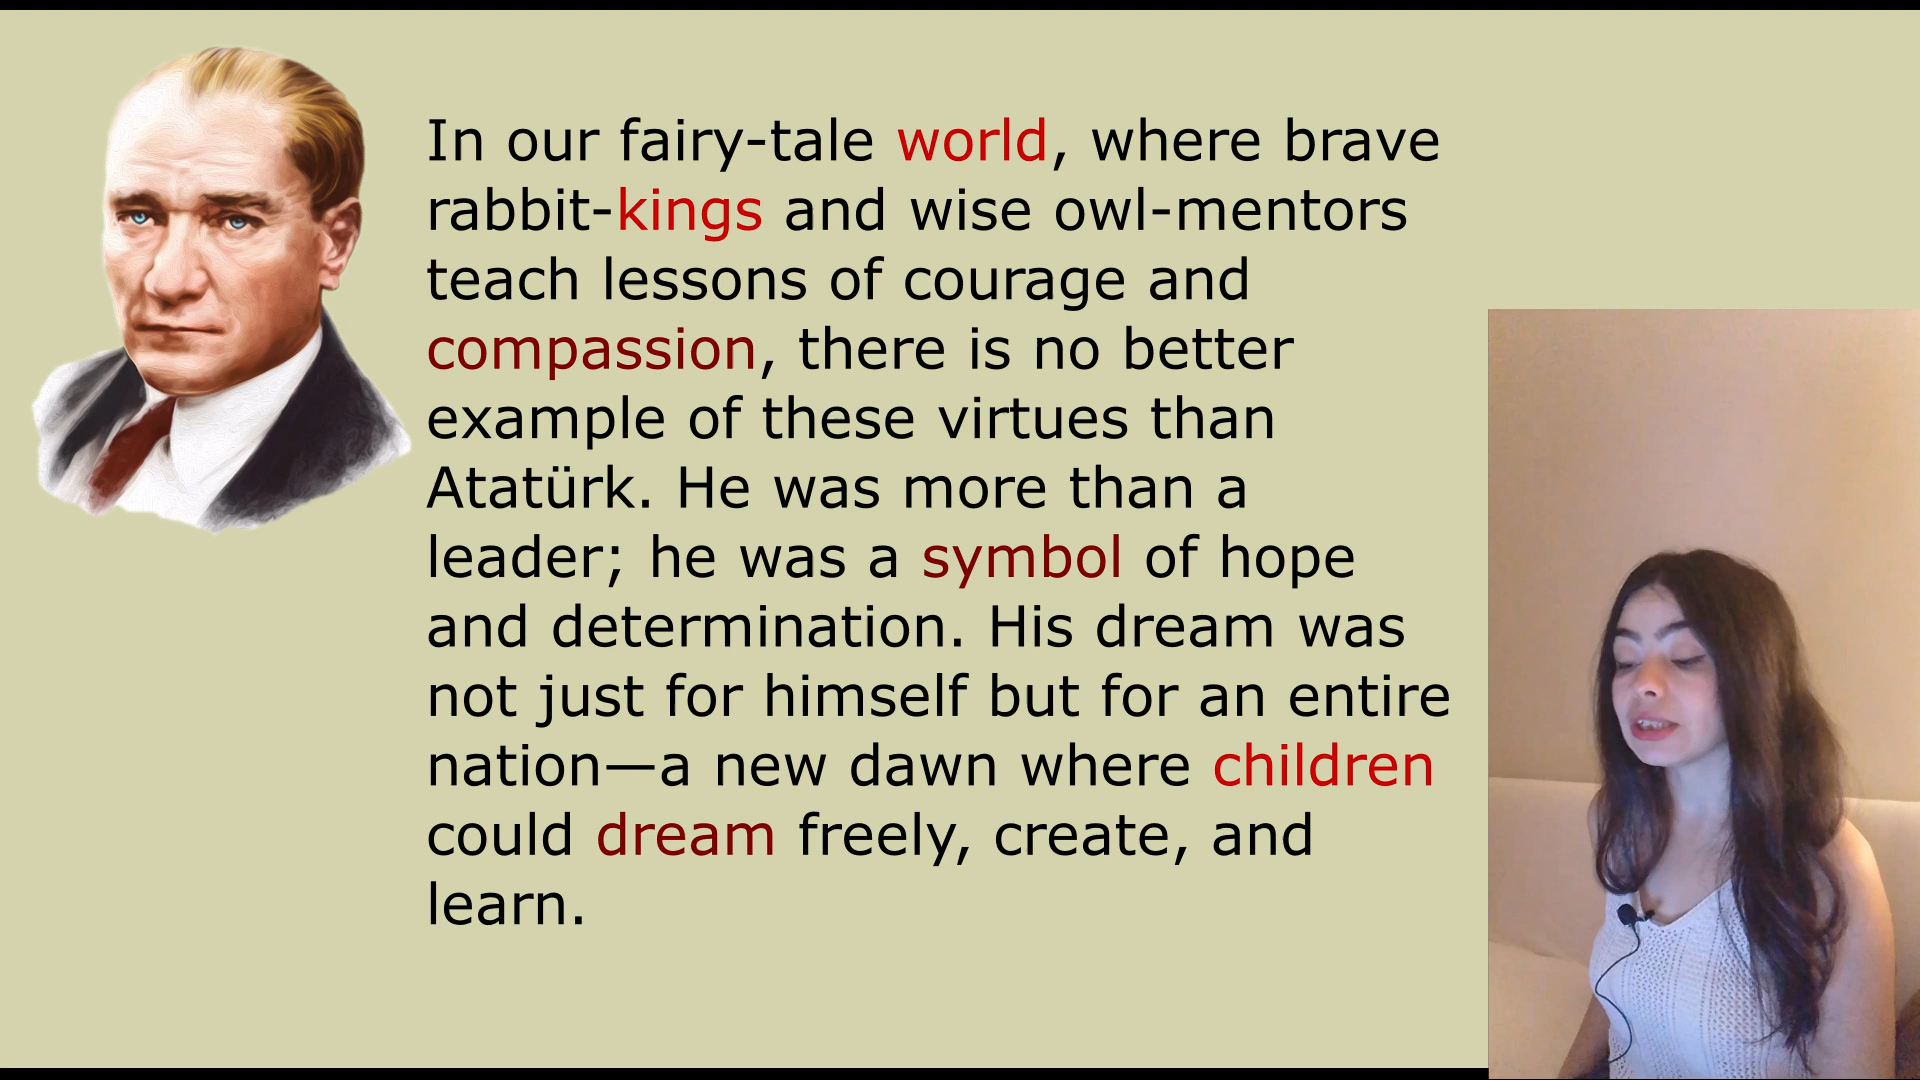 In our fairy-tale world, where brave
rabbit-kings and wise owl-mentors
teach lessons of courage and
compassion, there is no better
example of these virtues than
Atatürk. He was more than a
leader; he was a symbol of hope
and determination. His dream was
not just for himself but for an entire
nation—a new dawn where children
could dream freely, create, and
learn.